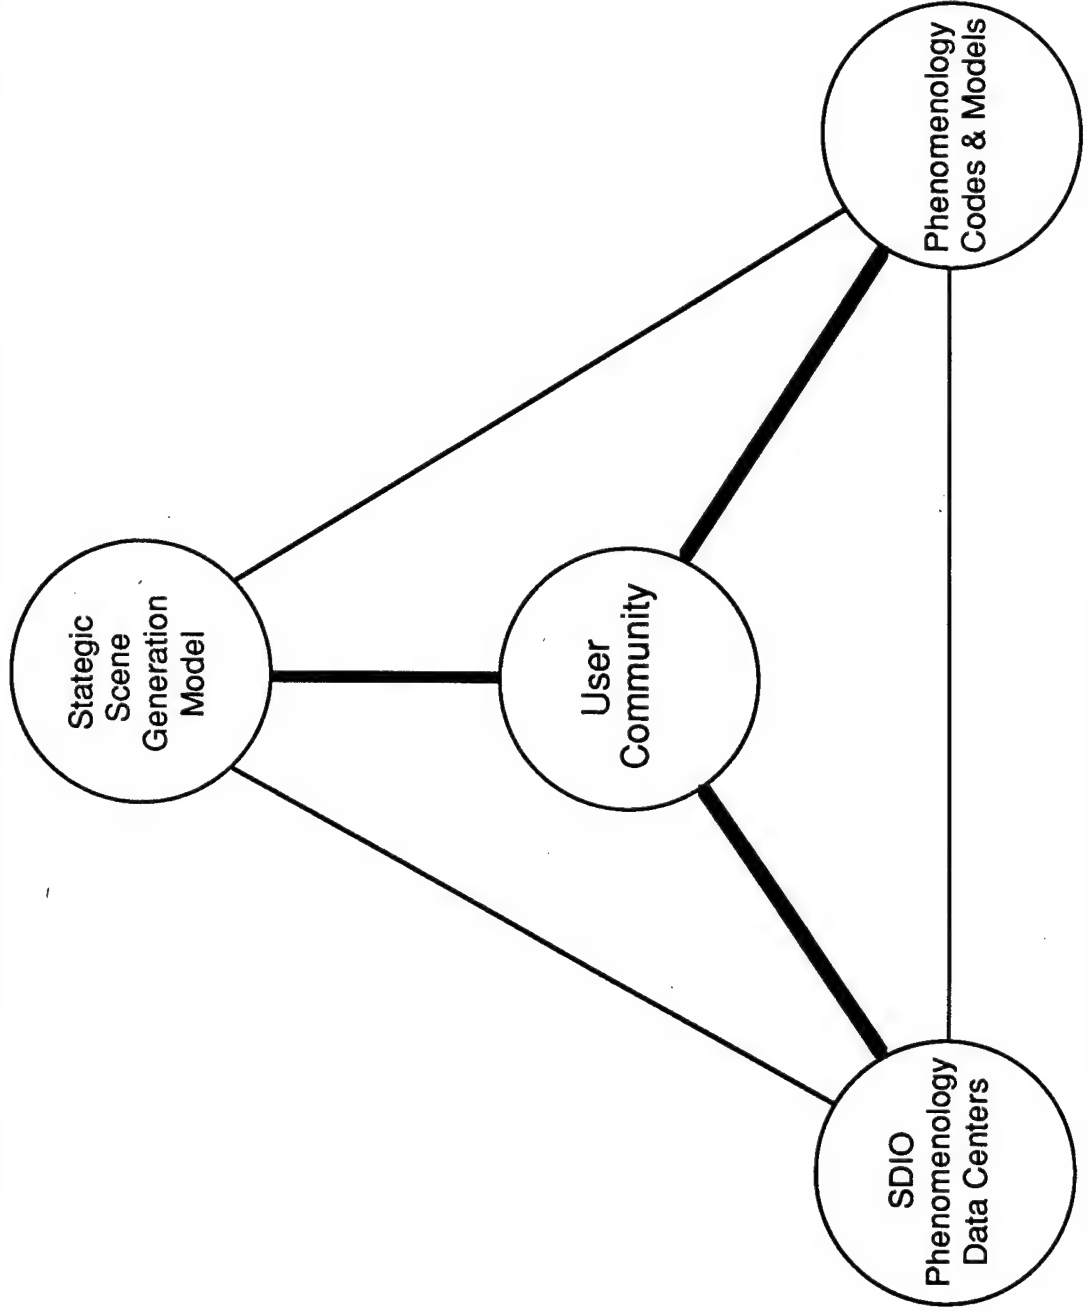 Stategic
Scene
Generation
Model
User
Community
SDIO
Phenomenology
Data Centers
Phenomenology
Codes & Models